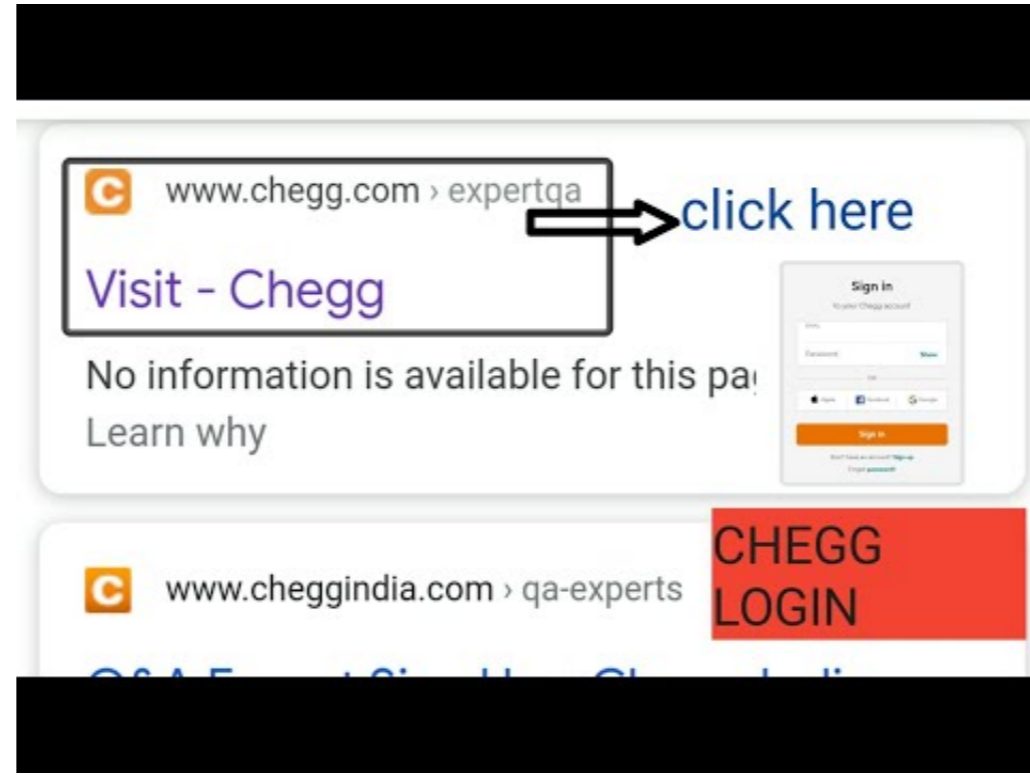 C www.chegg.com › expertqa
click here
Visit - Chegg
Sign in
No information is available for this pa
Learn why
Sign in
CHEGG
LOGIN
C www.cheggindia.com › qa-experts